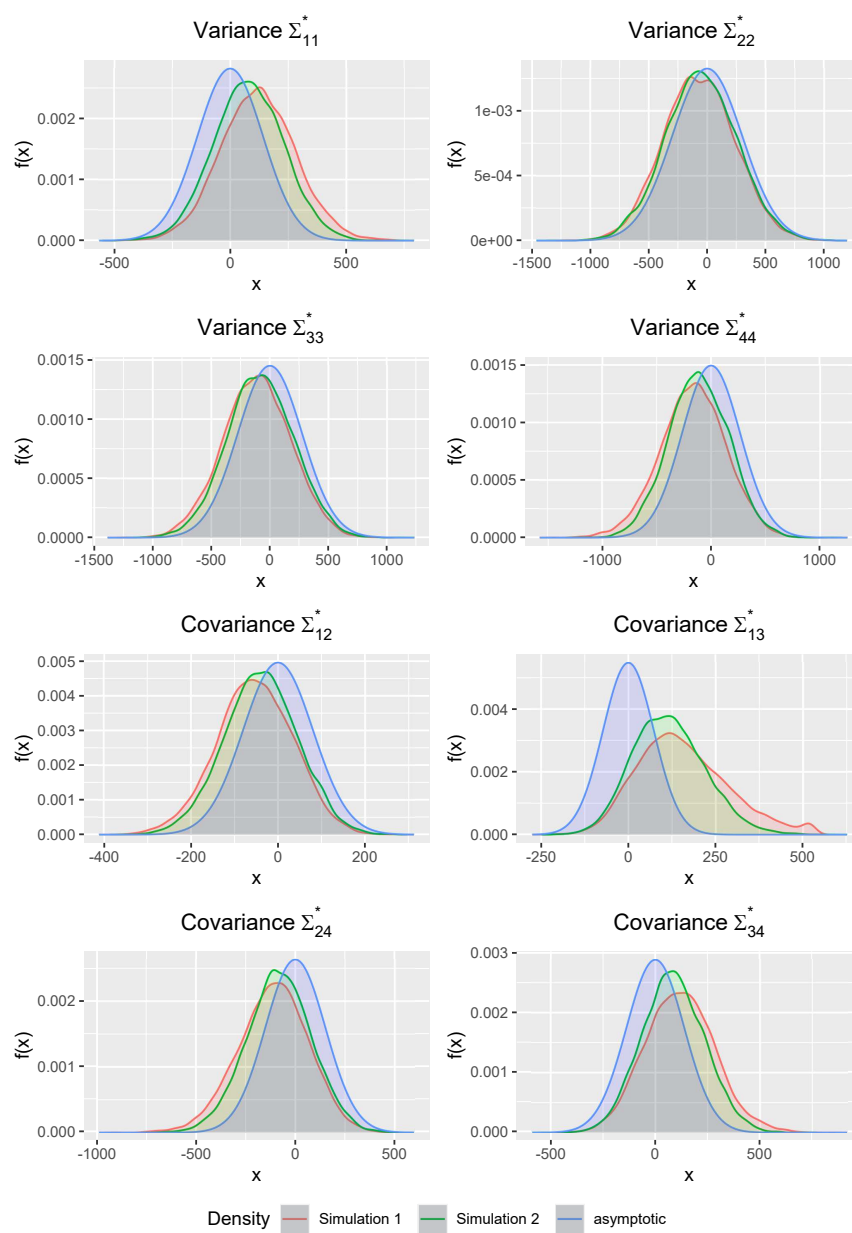 Variance Σ*11
Variance Σ*22
f(x)
0.002
0.001
0.000
-500
0
500
x
f(x)
1e-03
5e-04
0e+00
-1500
-1000
-500
0
500
1000
x
Variance Σ*33
Variance Σ*44
f(x)
0.0015
0.0010
0.0005
0.0000
-1500
-1000
-500
0
500
1000
x
f(x)
0.0015
0.0010
0.0005
0.0000
-1000
0
1000
x
Covariance Σ*12
Covariance Σ*13
f(x)
0.005
0.004
0.003
0.002
0.001
0.000
-400
-200
0
200
x
f(x)
0.004
0.002
0.000
-250
0
250
500
x
Covariance Σ*24
Covariance Σ*34
f(x)
0.002
0.001
0.000
-1000
-500
0
500
x
f(x)
0.003
0.002
0.001
0.000
-500
0
500
x
Density Simulation 1 Simulation 2 asymptotic